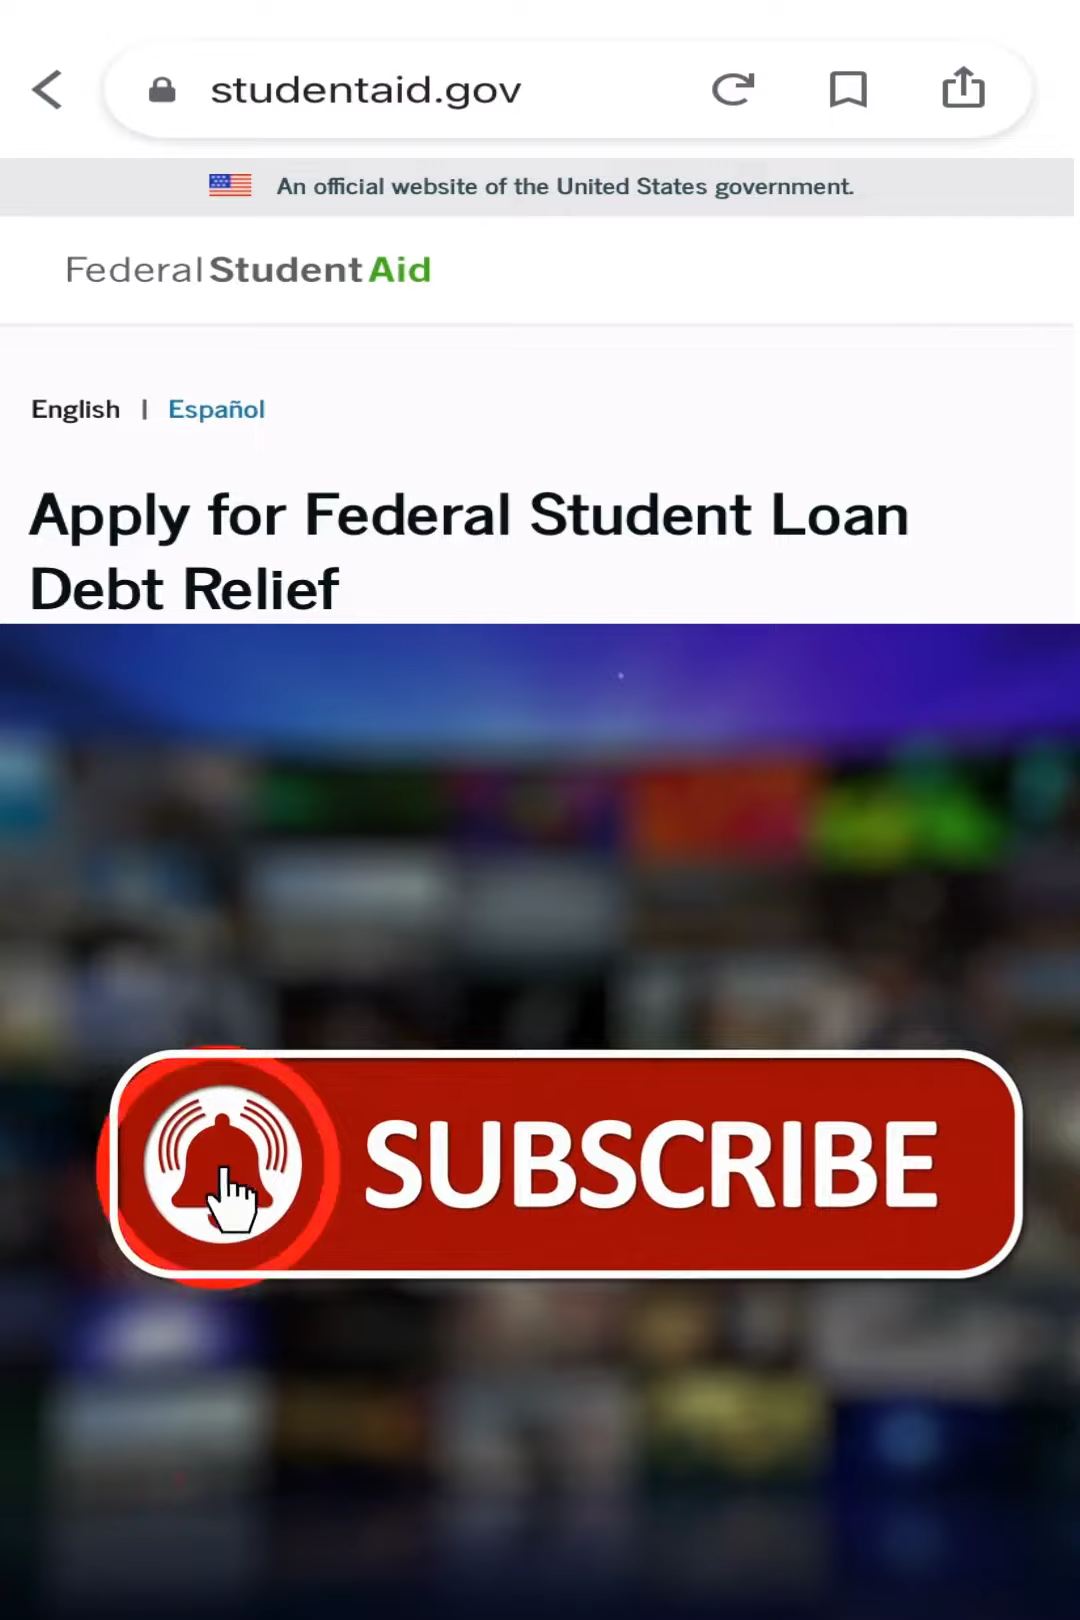 studentaid.gov
An official website of the United States government.
Federal Student Aid
English | Español
Apply for Federal Student Loan
Debt Relief
SUBSCRIBE